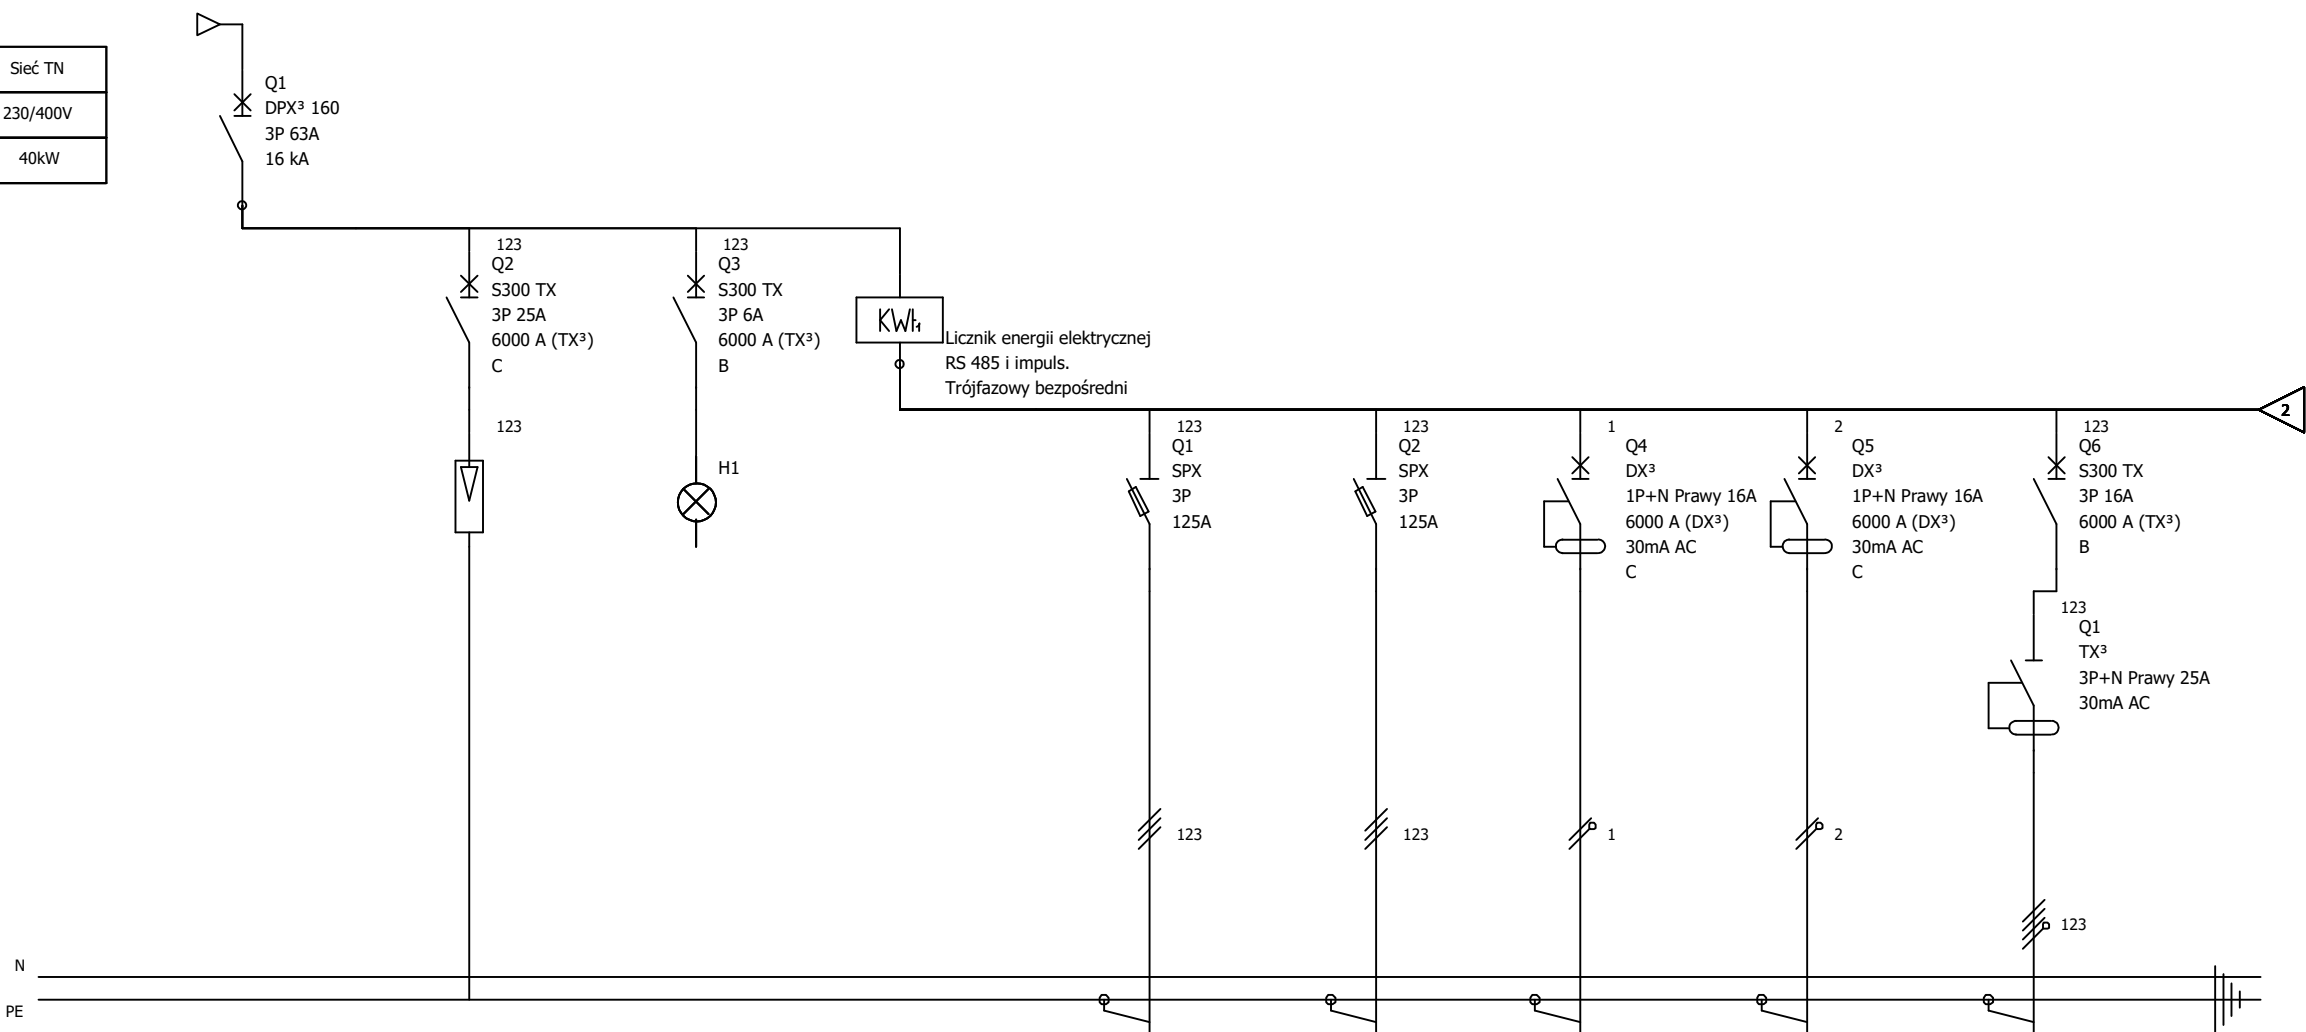 Sieć TN
230/400V
40kW
Q1
DPX³ 160
3P 63A
16 kA
123
Q2
S300 TX
3P 25A
6000 A (TX³)
C
123
123
Q3
S300 TX
3P 6A
6000 A (TX³)
B
H1
KWh
Licznik energii elektrycznej
RS 485 i impuls.
Trójfazowy bezpośredni
2
123
Q1
SPX
3P
125A
123
123
Q2
SPX
3P
125A
123
1
Q4
DX³
1P+N Prawy 16A
6000 A (DX³)
30mA AC
C
1
2
Q5
DX³
1P+N Prawy 16A
6000 A (DX³)
30mA AC
C
2
123
Q6
S300 TX
3P 16A
6000 A (TX³)
B
123
Q1
TX³
3P+N Prawy 25A
30mA AC
123
N
PE